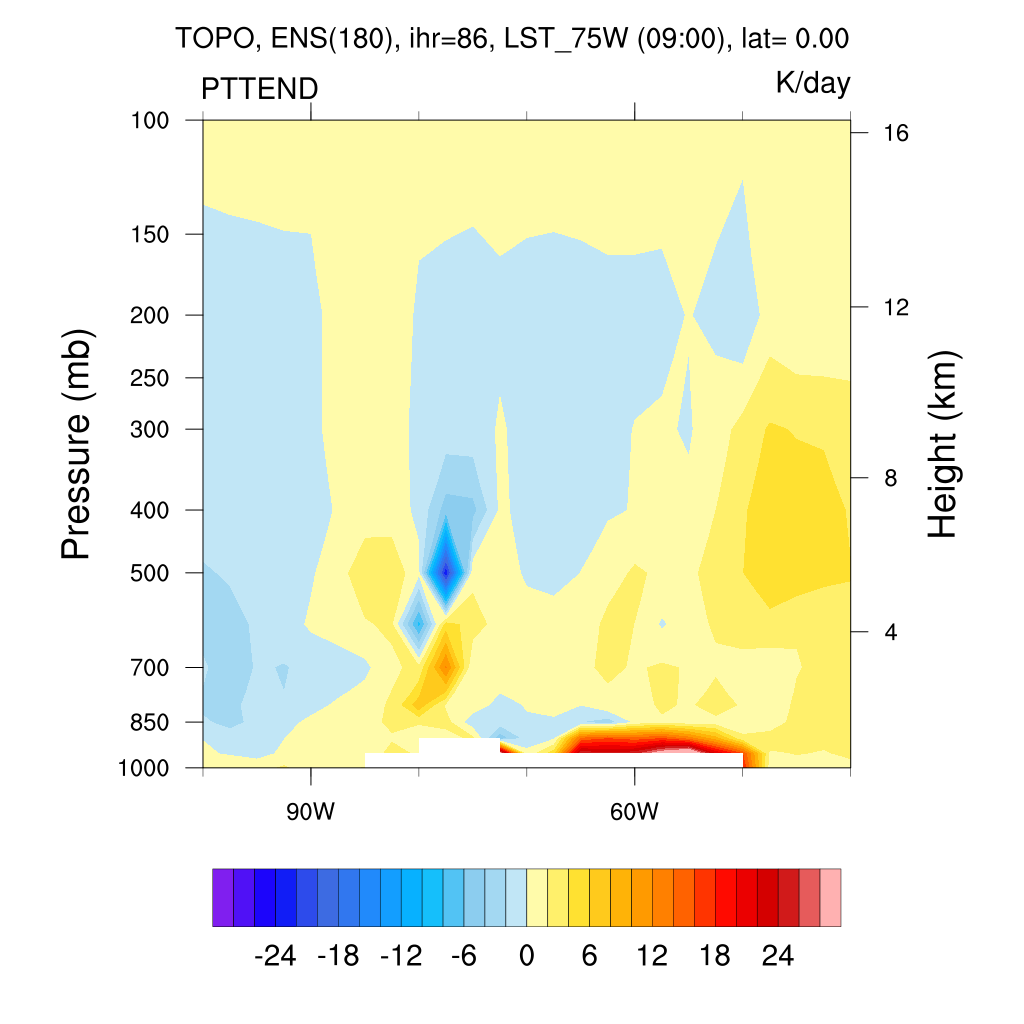 TOPO, ENS(180), ihr=86, LST_75W (09:00), lat= 0.00
PTTEND K/day
100
150
200
250
300
400
500
700
850
1000
Pressure (mb)
16
12
8
4
Height (km)
90W 60W
-24 -18 -12 -6 0 6 12 18 24